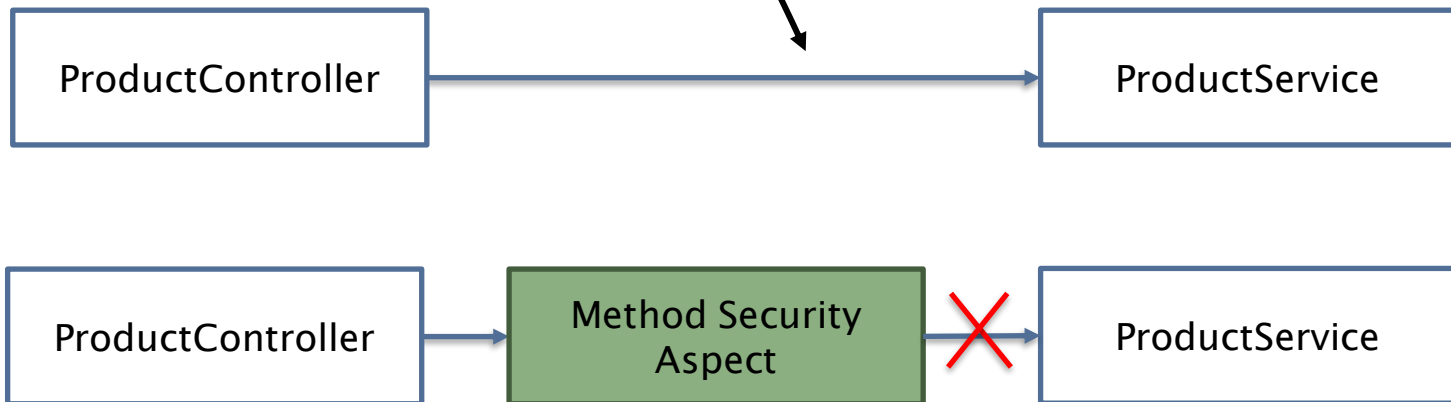 ProductController
ProductService
ProductController
Method Security
Aspect
ProductService